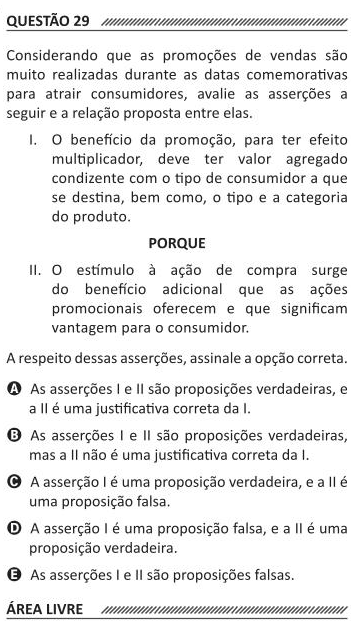 QUESTÃO 29
Considerando que as promoções de vendas são
muito realizadas durante as datas comemorativas
para atrair consumidores, avalie as asserções a
seguir e a relação proposta entre elas.
I. O benefício da promoção, para ter efeito
multiplicador, deve ter valor agregado
condizente com o tipo de consumidor a que
se destina, bem como, o tipo e a categoria
do produto.
PORQUE
II. O estímulo à ação de compra surge
do benefício adicional que as ações
promocionais oferecem e que significam
vantagem para o consumidor.
A respeito dessas asserções, assinale a opção correta.
A As asserções I e II são proposições verdadeiras, e
a II é uma justificativa correta da I.
B As asserções I e II são proposições verdadeiras,
mas a II não é uma justificativa correta da I.
C A asserção I é uma proposição verdadeira, e a II é
uma proposição falsa.
D A asserção I é uma proposição falsa, e a II é uma
proposição verdadeira.
E As asserções I e II são proposições falsas.
ÁREA LIVRE